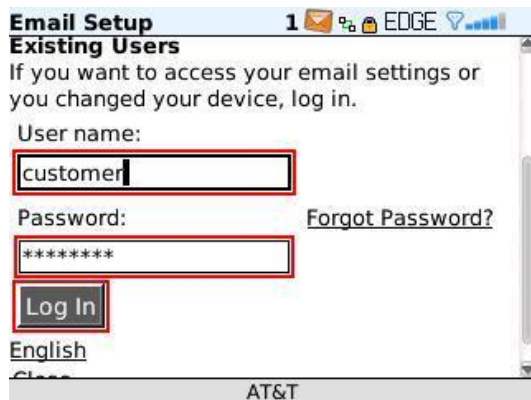 Email Setup 1 EDGE
Existing Users
If you want to access your email settings or
you changed your device, log in.
User name:
customer
Password: Forgot Password?
********
Log In
English
Close
AT&T